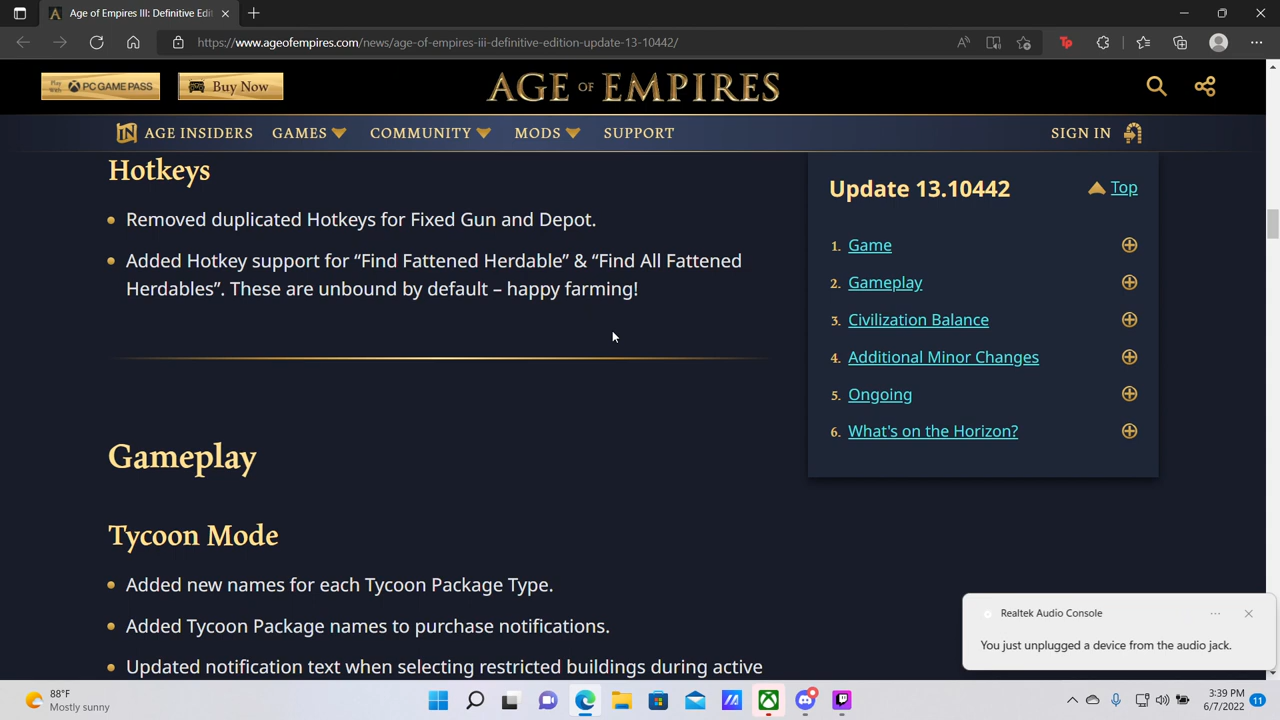 Age of Empires III: Definitive Edi
https://www.ageofempires.com/news/age-of-empires-iii-definitive-edition-update-13-10442/
Play With XBOX PC GAME PASS
Buy Now
AGE OF EMPIRES
AGE INSIDERS GAMES COMMUNITY MODS SUPPORT SIGN IN
Hotkeys
Removed duplicated Hotkeys for Fixed Gun and Depot.
Added Hotkey support for “Find Fattened Herdable” & “Find All Fattened
Herdables”. These are unbound by default – happy farming!
Gameplay
Tycoon Mode
Added new names for each Tycoon Package Type.
Added Tycoon Package names to purchase notifications.
Updated notification text when selecting restricted buildings during active
Update 13.10442
Top
1. Game
2. Gameplay
3. Civilization Balance
4. Additional Minor Changes
5. Ongoing
6. What's on the Horizon?
Realtek Audio Console
You just unplugged a device from the audio jack.
88°F
Mostly sunny
3:39 PM
6/7/2022
11